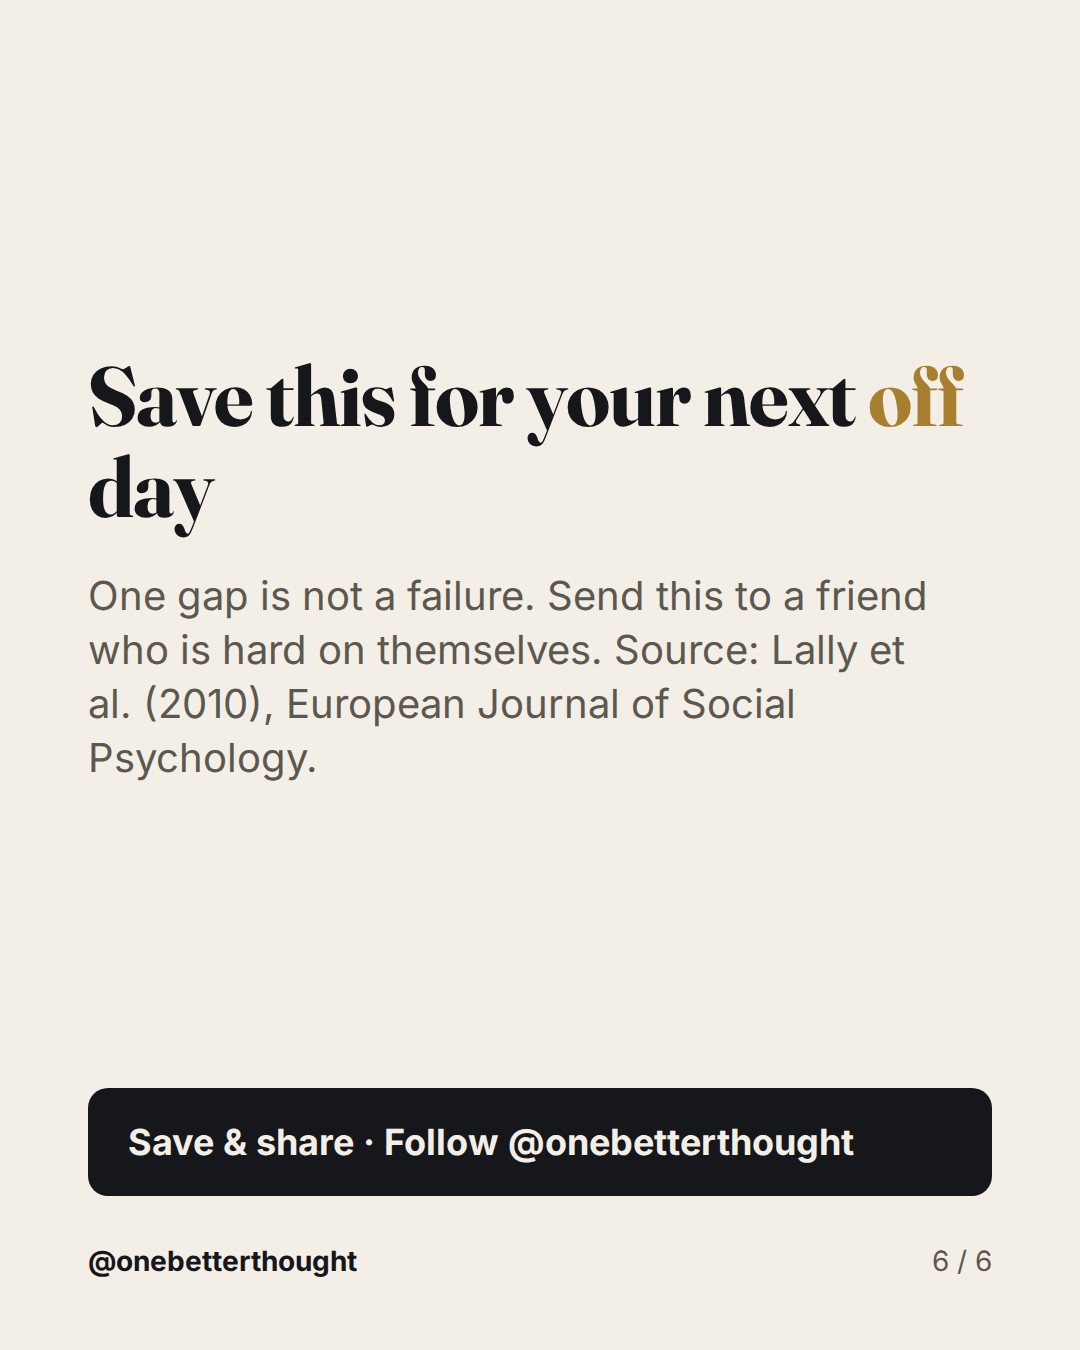 Save this for your next off
day
One gap is not a failure. Send this to a friend
who is hard on themselves. Source: Lally et
al. (2010), European Journal of Social
Psychology.
Save & share · Follow @onebetterthought
@onebetterthought
6 / 6